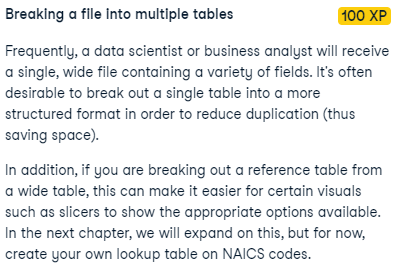 Breaking a file into multiple tables
100 XP
Frequently, a data scientist or business analyst will receive
a single, wide file containing a variety of fields. It's often
desirable to break out a single table into a more
structured format in order to reduce duplication (thus
saving space).
In addition, if you are breaking out a reference table from
a wide table, this can make it easier for certain visuals
such as slicers to show the appropriate options available.
In the next chapter, we will expand on this, but for now,
create your own lookup table on NAICS codes.